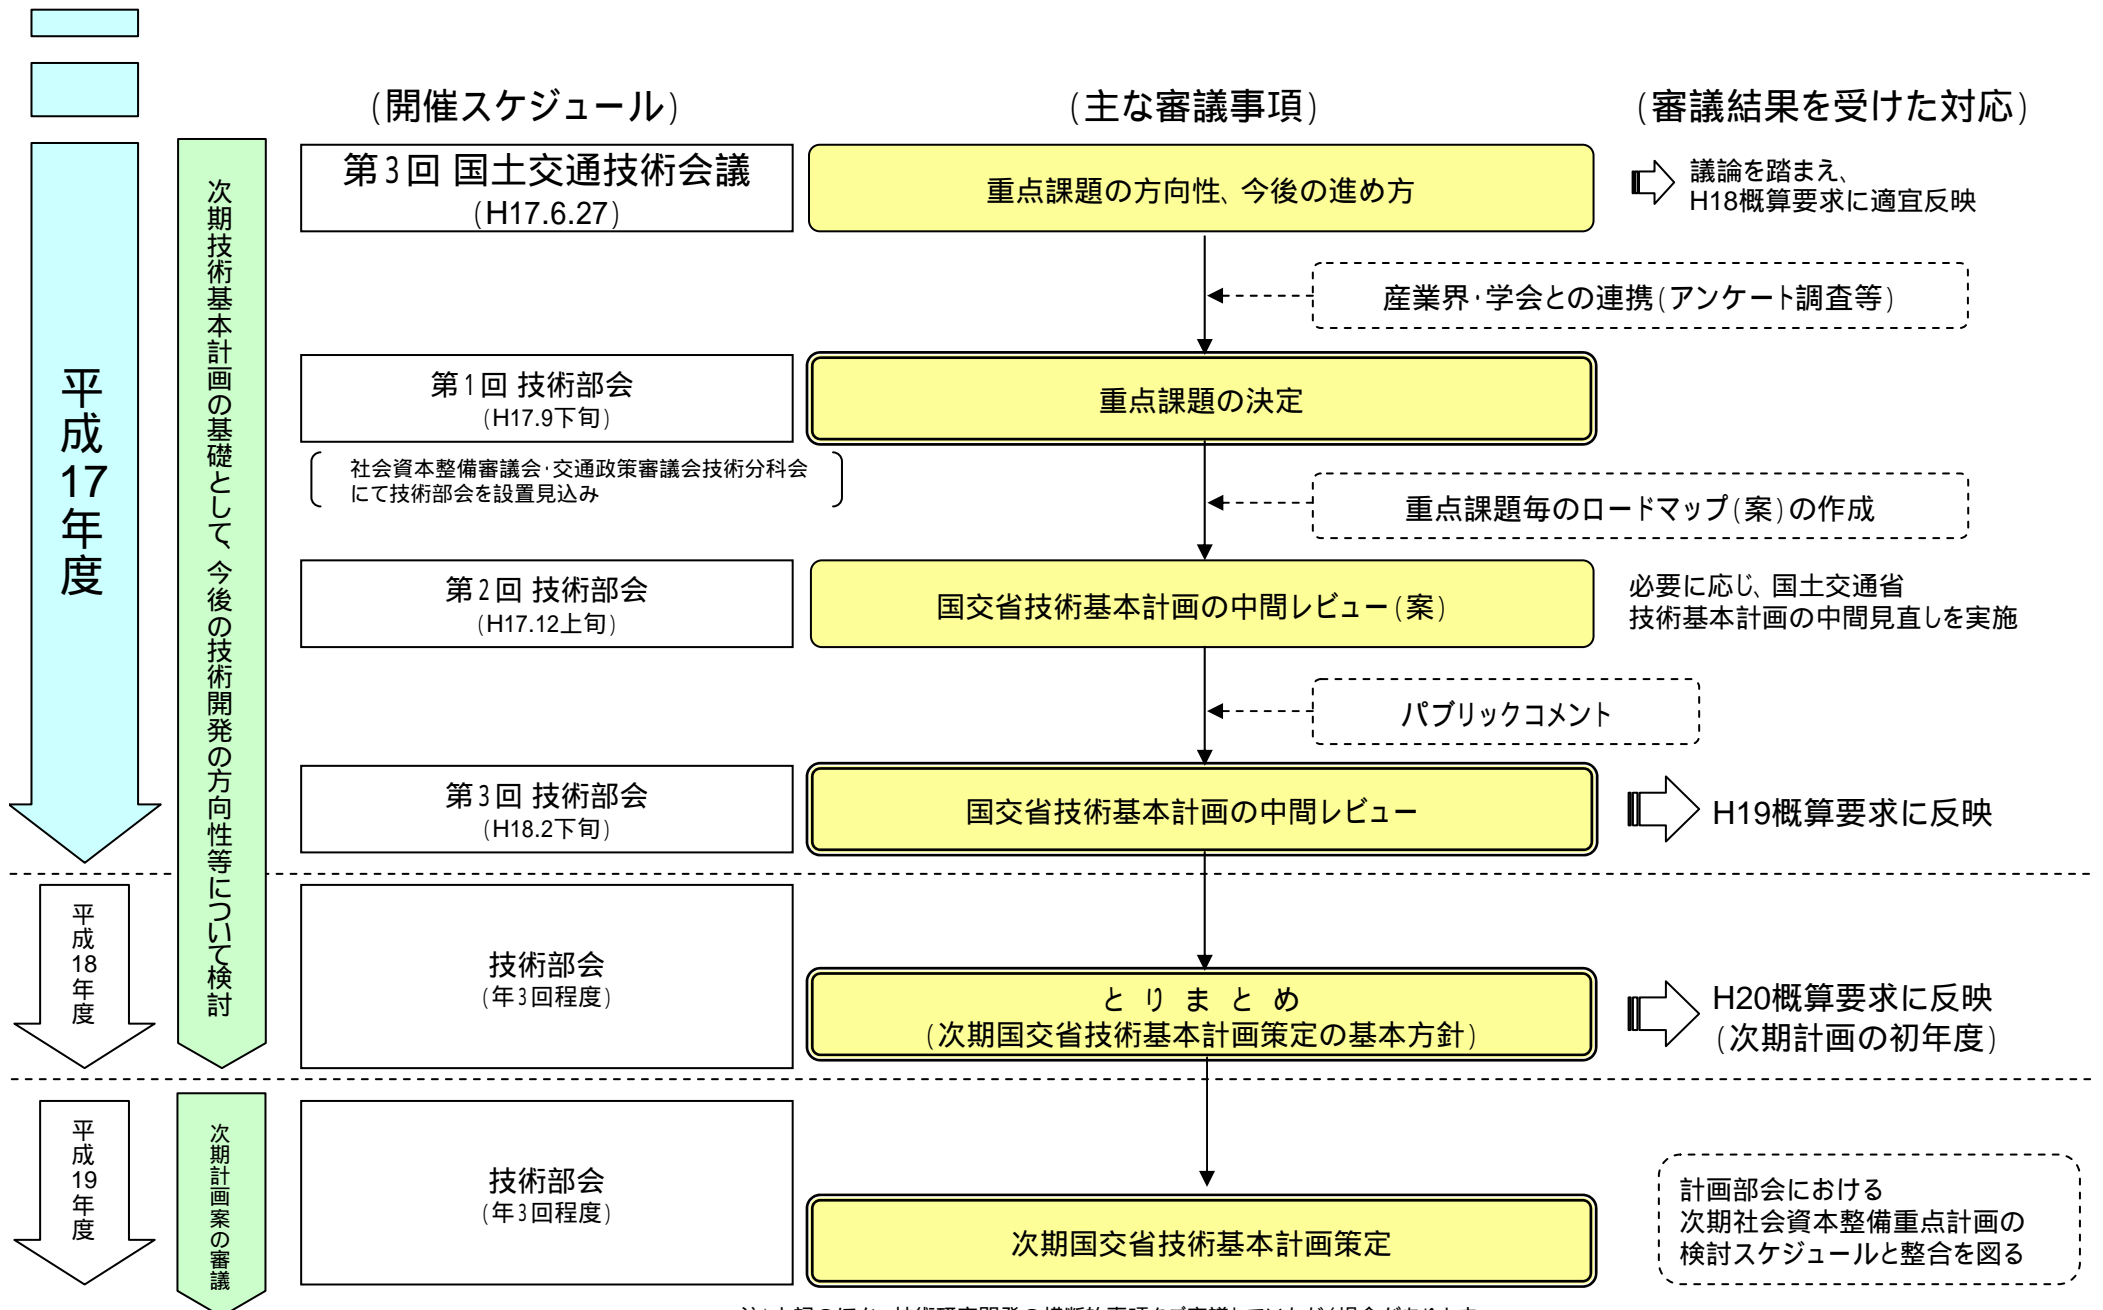 (開催スケジュール)
(主な審議事項)
(審議結果を受けた対応)
平成17年度
次期技術基本計画の基礎として、今後の技術開発の方向性等について検討
第3回 国土交通技術会議
(H17.6.27)
重点課題の方向性、今後の進め方
議論を踏まえ、
H18概算要求に適宜反映
産業界・学会との連携(アンケート調査等)
第1回 技術部会
(H17.9下旬)
重点課題の決定
社会資本整備審議会・交通政策審議会技術分科会
にて技術部会を設置見込み
重点課題毎のロードマップ(案)の作成
第2回 技術部会
(H17.12上旬)
国交省技術基本計画の中間レビュー(案)
必要に応じ、国土交通省
技術基本計画の中間見直しを実施
パブリックコメント
第3回 技術部会
(H18.2下旬)
国交省技術基本計画の中間レビュー
H19概算要求に反映
平成18年度
技術部会
(年3回程度)
とりまとめ
(次期国交省技術基本計画策定の基本方針)
H20概算要求に反映
(次期計画の初年度)
平成19年度
次期計画案の審議
技術部会
(年3回程度)
次期国交省技術基本計画策定
計画部会における
次期社会資本整備重点計画の
検討スケジュールと整合を図る